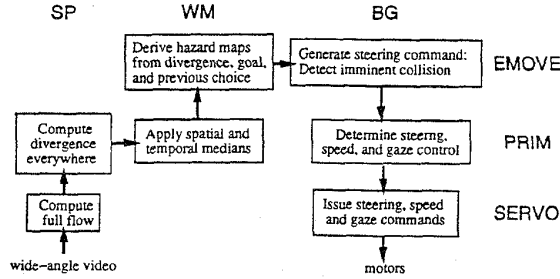 SP
WM
BG
Derive hazard maps
from divergence, goal,
and previous choice
Generate steering command:
Detect imminent collision
EMOVE
Compute
divergence
everywhere
Apply spatial and
temporal medians
Determine steerng,
speed, and gaze control
PRIM
Compute
full flow
Issue steering, speed
and gaze commands
SERVO
wide-angle video
motors